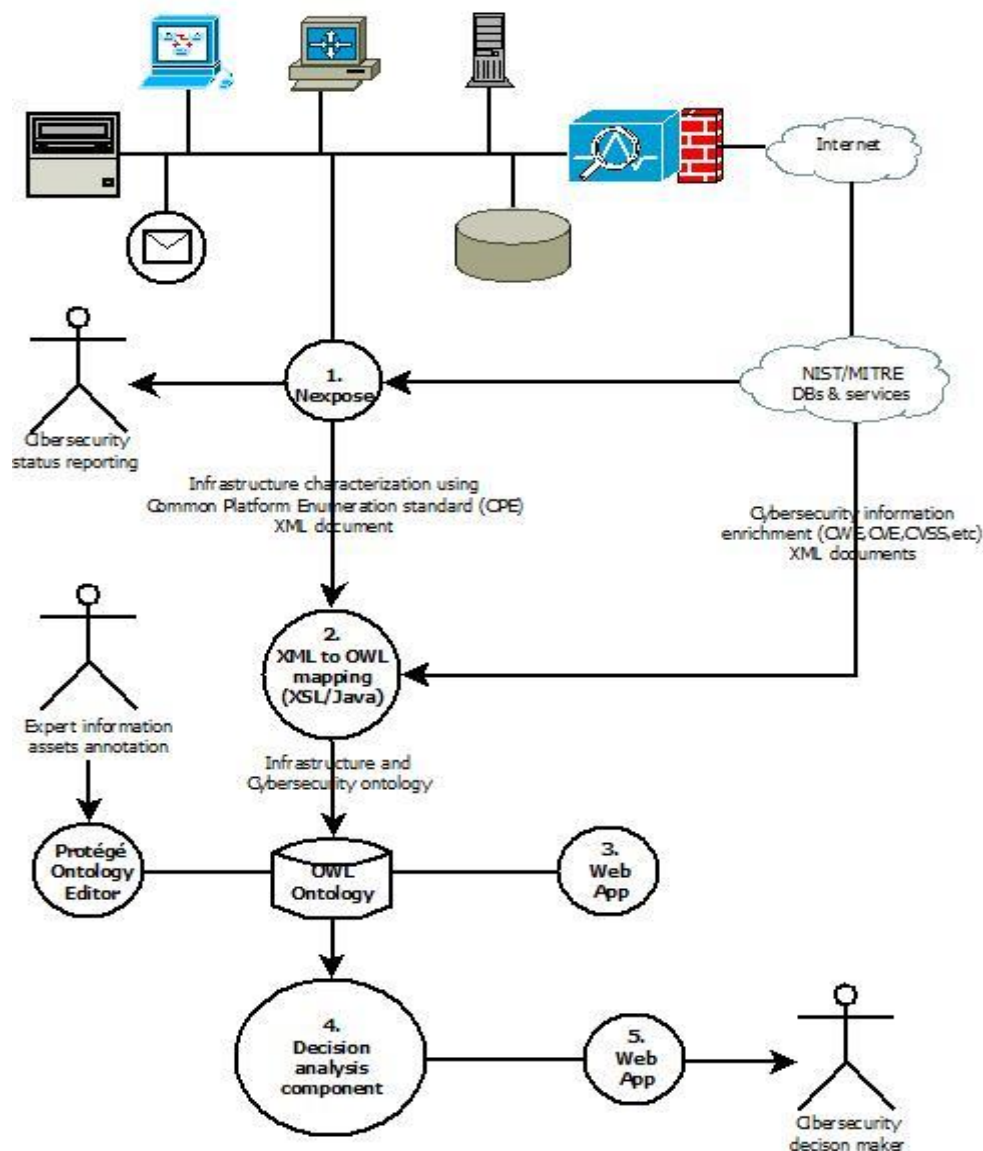 Internet
1.
Nexpose
NIST/MITRE
DBs & services
Cibersecurity
status reporting
Infrastructure characterization using
Common Platform Enumeration standard (CPE)
XML document
Cybersecurity information
enrichment (CWE,CVE,CVSS,etc)
XML documents
2.
XML to OWL
mapping
(XSL/Java)
Expert information
assets annotation
Infrastructure and
Cybersecurity ontology
Protégé
Ontology
Editor
OWL
Ontology
3.
Web
App
4.
Decision
analysis
component
5.
Web
App
Cibersecurity
decison maker